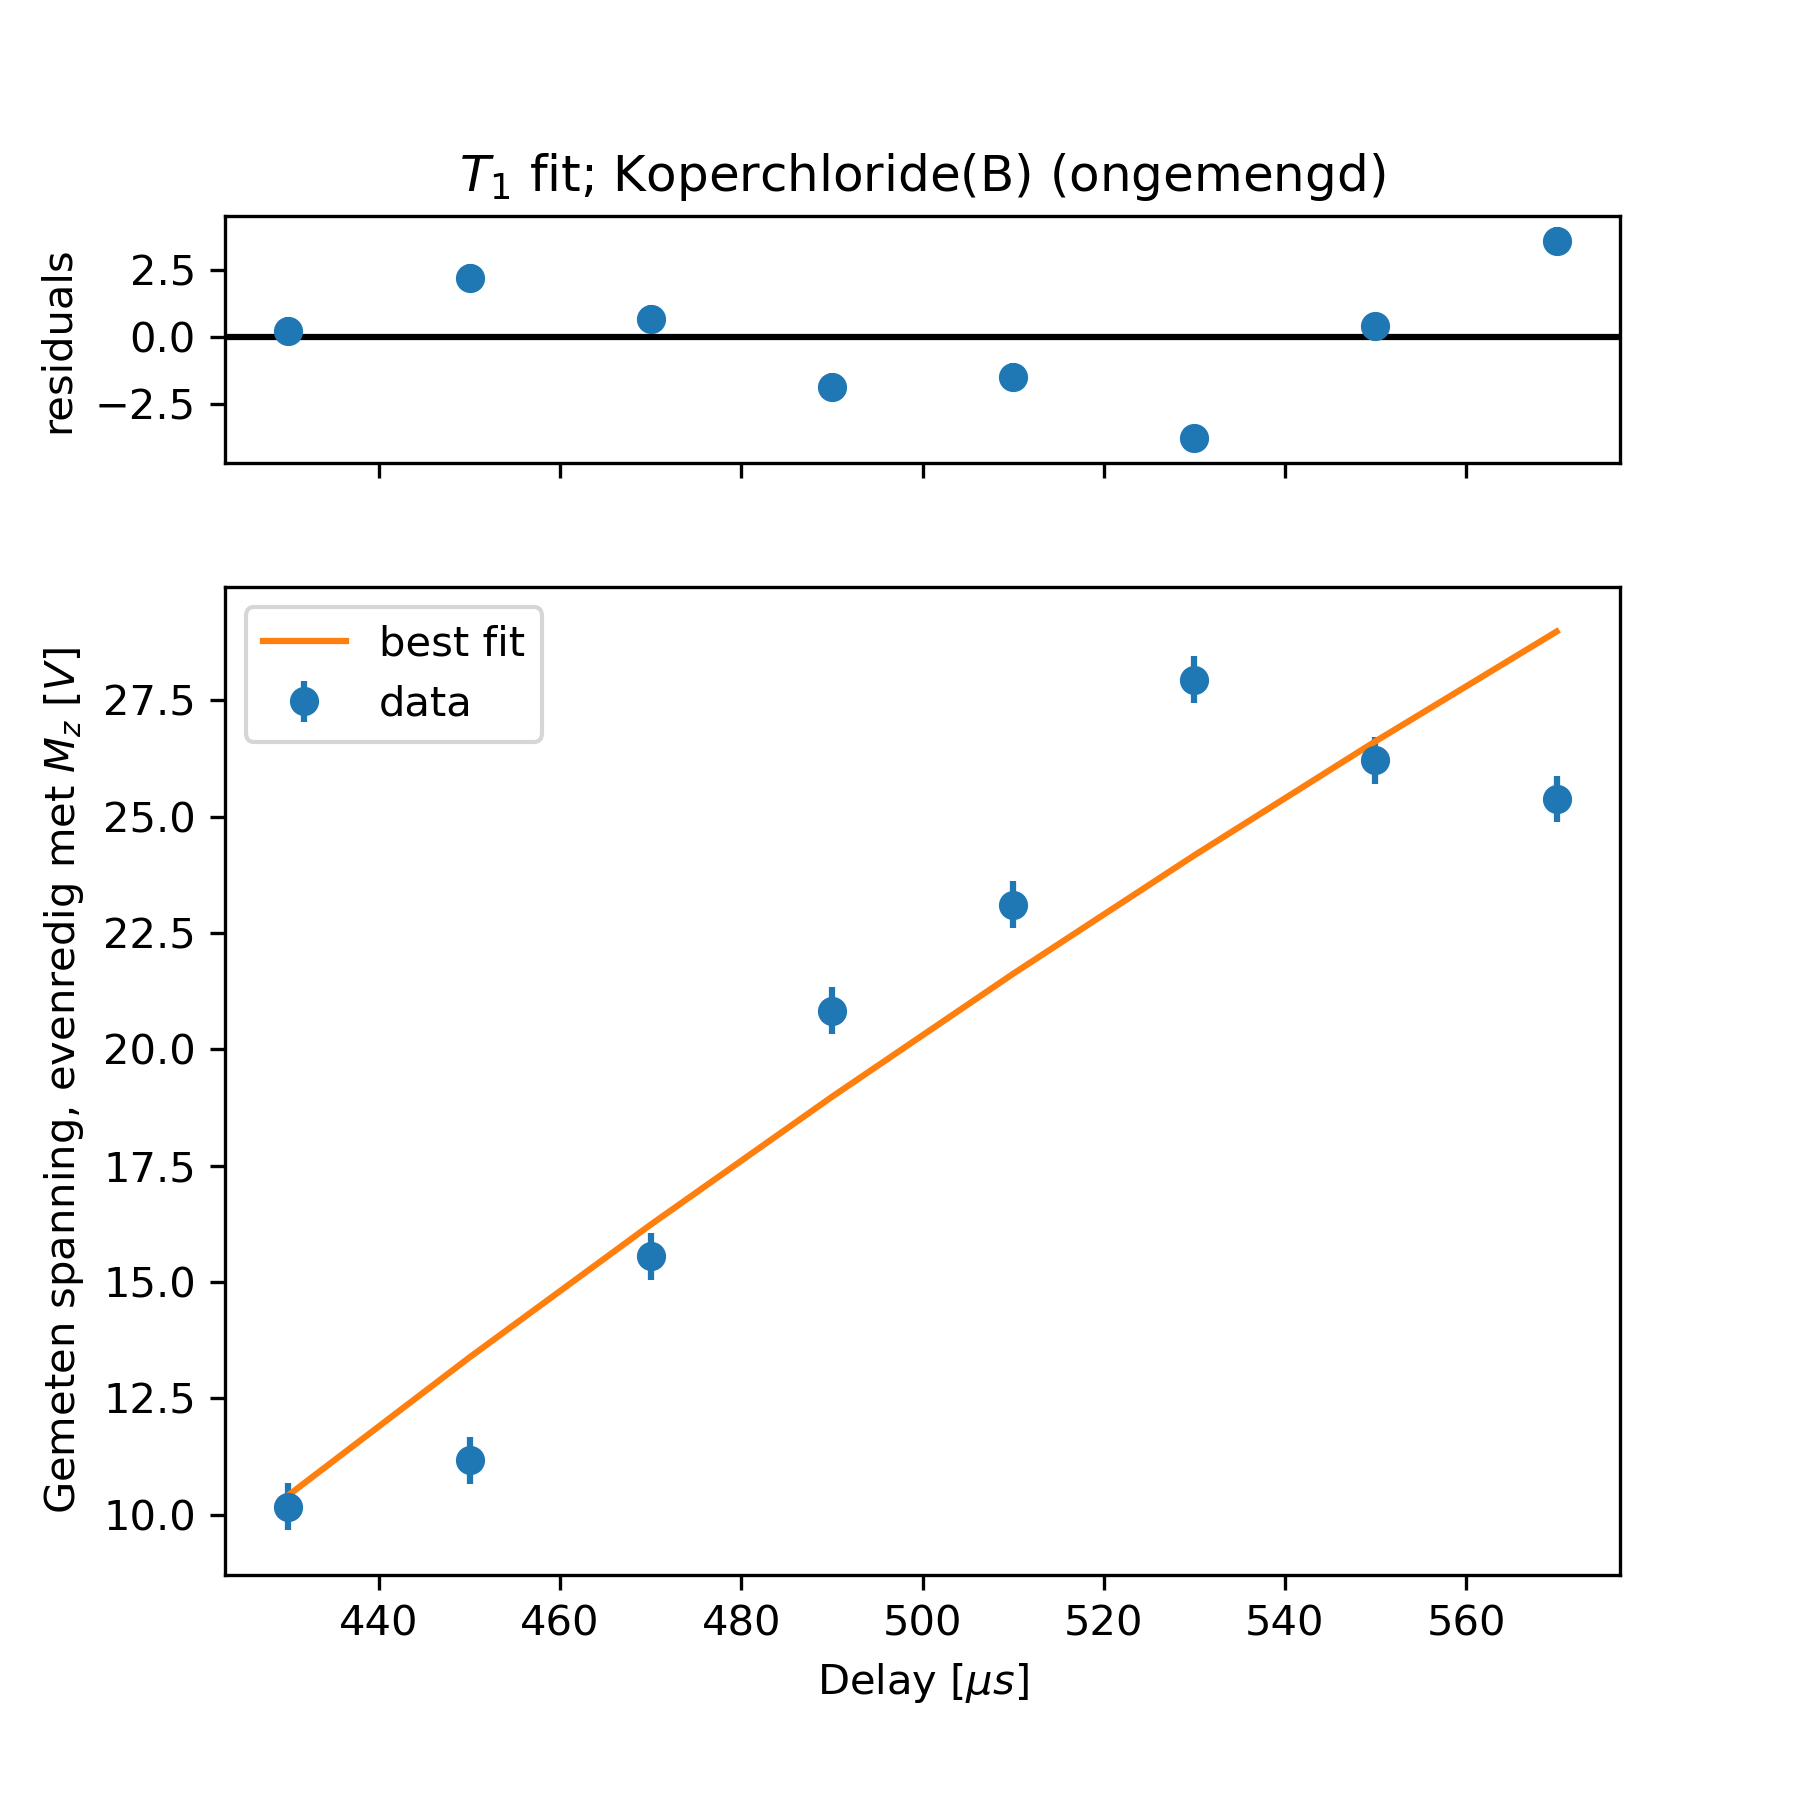 T₁ fit; Koperchloride(B) (ongemengd)
residuals
2.5
0.0
−2.5
best fit
data
Gemeten spanning, evenredig met M_z [V]
27.5
25.0
22.5
20.0
17.5
15.0
12.5
10.0
440 460 480 500 520 540 560
Delay [μs]